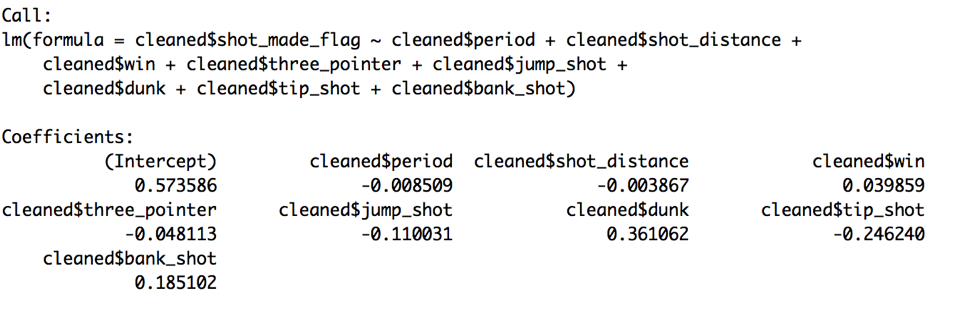 Call:
lm(formula = cleaned$shot_made_flag ~ cleaned$period + cleaned$shot_distance +
    cleaned$win + cleaned$three_pointer + cleaned$jump_shot +
    cleaned$dunk + cleaned$tip_shot + cleaned$bank_shot)

Coefficients:
          (Intercept)         cleaned$period  cleaned$shot_distance            cleaned$win
             0.573586              -0.008509              -0.003867               0.039859
cleaned$three_pointer      cleaned$jump_shot           cleaned$dunk       cleaned$tip_shot
            -0.048113              -0.110031               0.361062              -0.246240
    cleaned$bank_shot
             0.185102